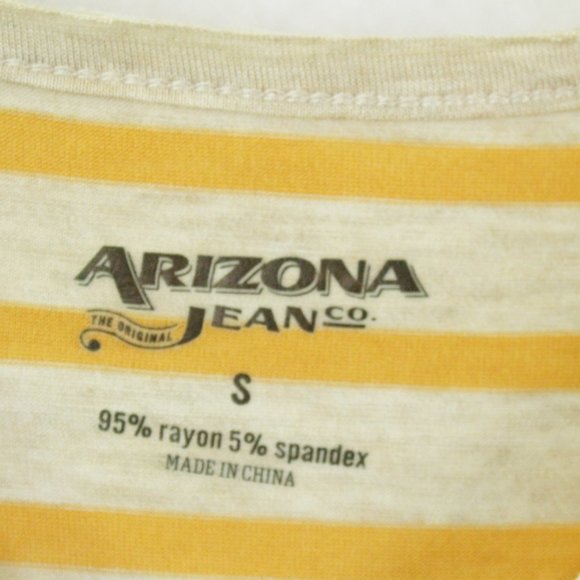 ARIZONA
THE ORIGINAL JEAN CO.
S
95% rayon 5% spandex
MADE IN CHINA